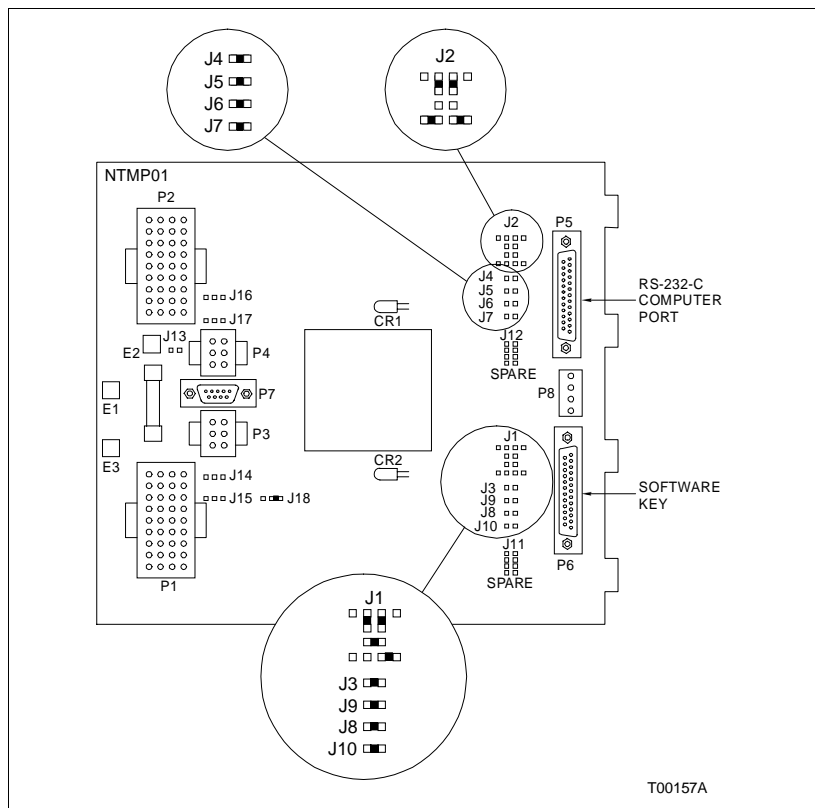 J4
J5
J6
J7
J2
NTMP01
P2
J2
P5
J4
J5
J6
J7
RS-232-C
COMPUTER
PORT
J16
J17
CR1
J13
E2
P4
J12
SPARE
E1
P7
P8
P3
E3
J1
CR2
J14
J3
J9
J8
J10
SOFTWARE
KEY
J15
J18
J11
SPARE
P1
P6
J1
J3
J9
J8
J10
T00157A